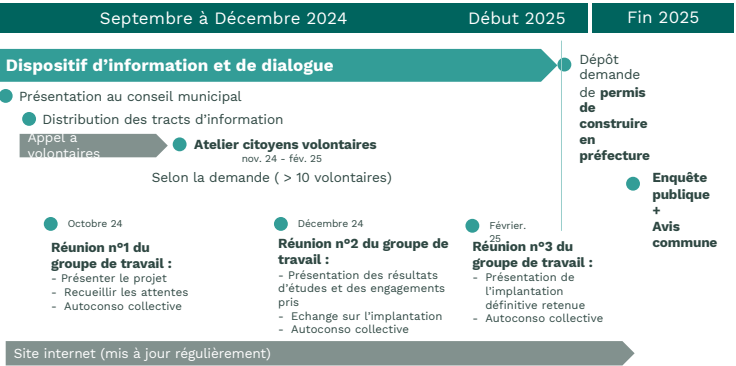 Septembre à Décembre 2024
Début 2025
Fin 2025
Dispositif d’information et de dialogue
Dépôt
demande
de permis
de
construire
en
préfecture
Présentation au conseil municipal
Distribution des tracts d’information
Appel à
volontaires
Atelier citoyens volontaires
nov. 24 - fév. 25
Selon la demande ( > 10 volontaires)
Enquête
publique
+
Avis
commune
Octobre 24
Réunion n°1 du
groupe de travail :
- Présenter le projet
- Recueillir les attentes
- Autoconso collective
Décembre 24
Réunion n°2 du groupe de
travail :
- Présentation des résultats
d’études et des engagements
pris
- Echange sur l’implantation
- Autoconso collective
Février.
25
Réunion n°3 du
groupe de travail :
- Présentation de
l’implantation
définitive retenue
- Autoconso collective
Site internet (mis à jour régulièrement)